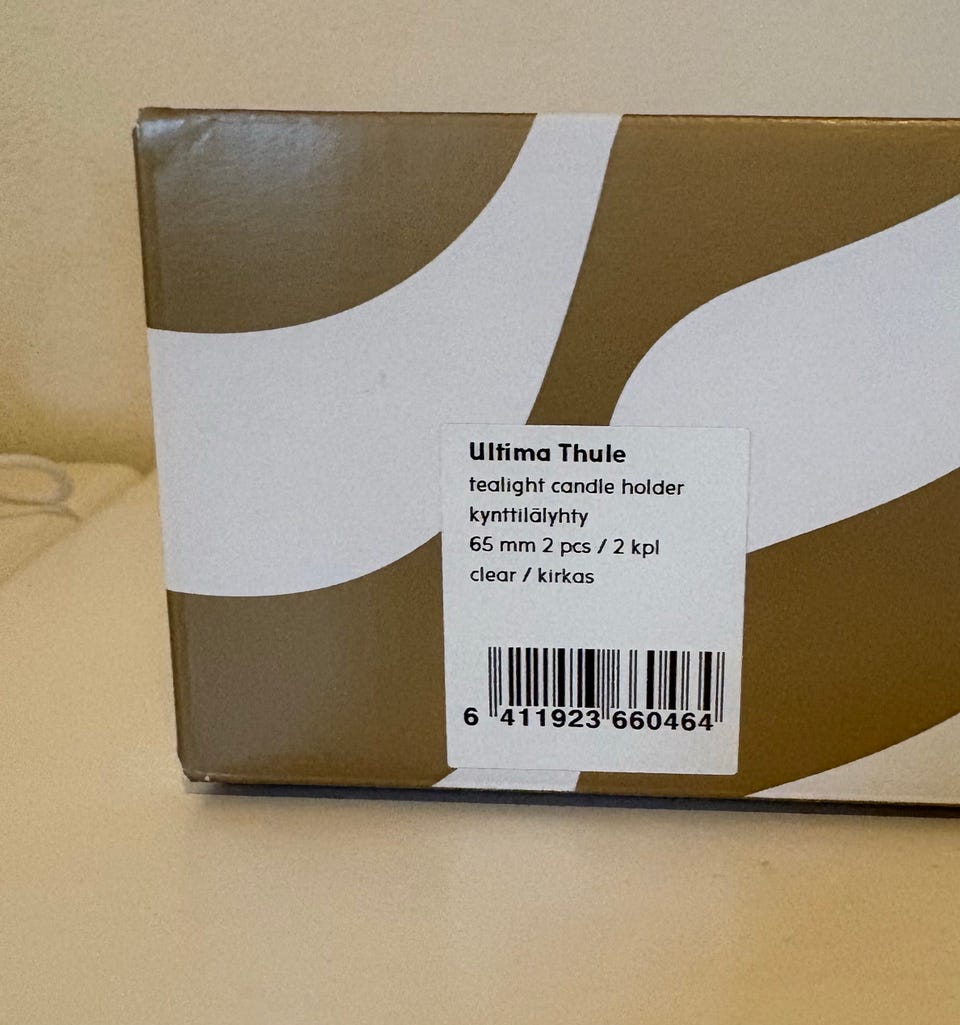 Ultima Thule
tealight candle holder
kynttilälyhty
65 mm 2 pcs / 2 kpl
clear / kirkas
6 411923 660464